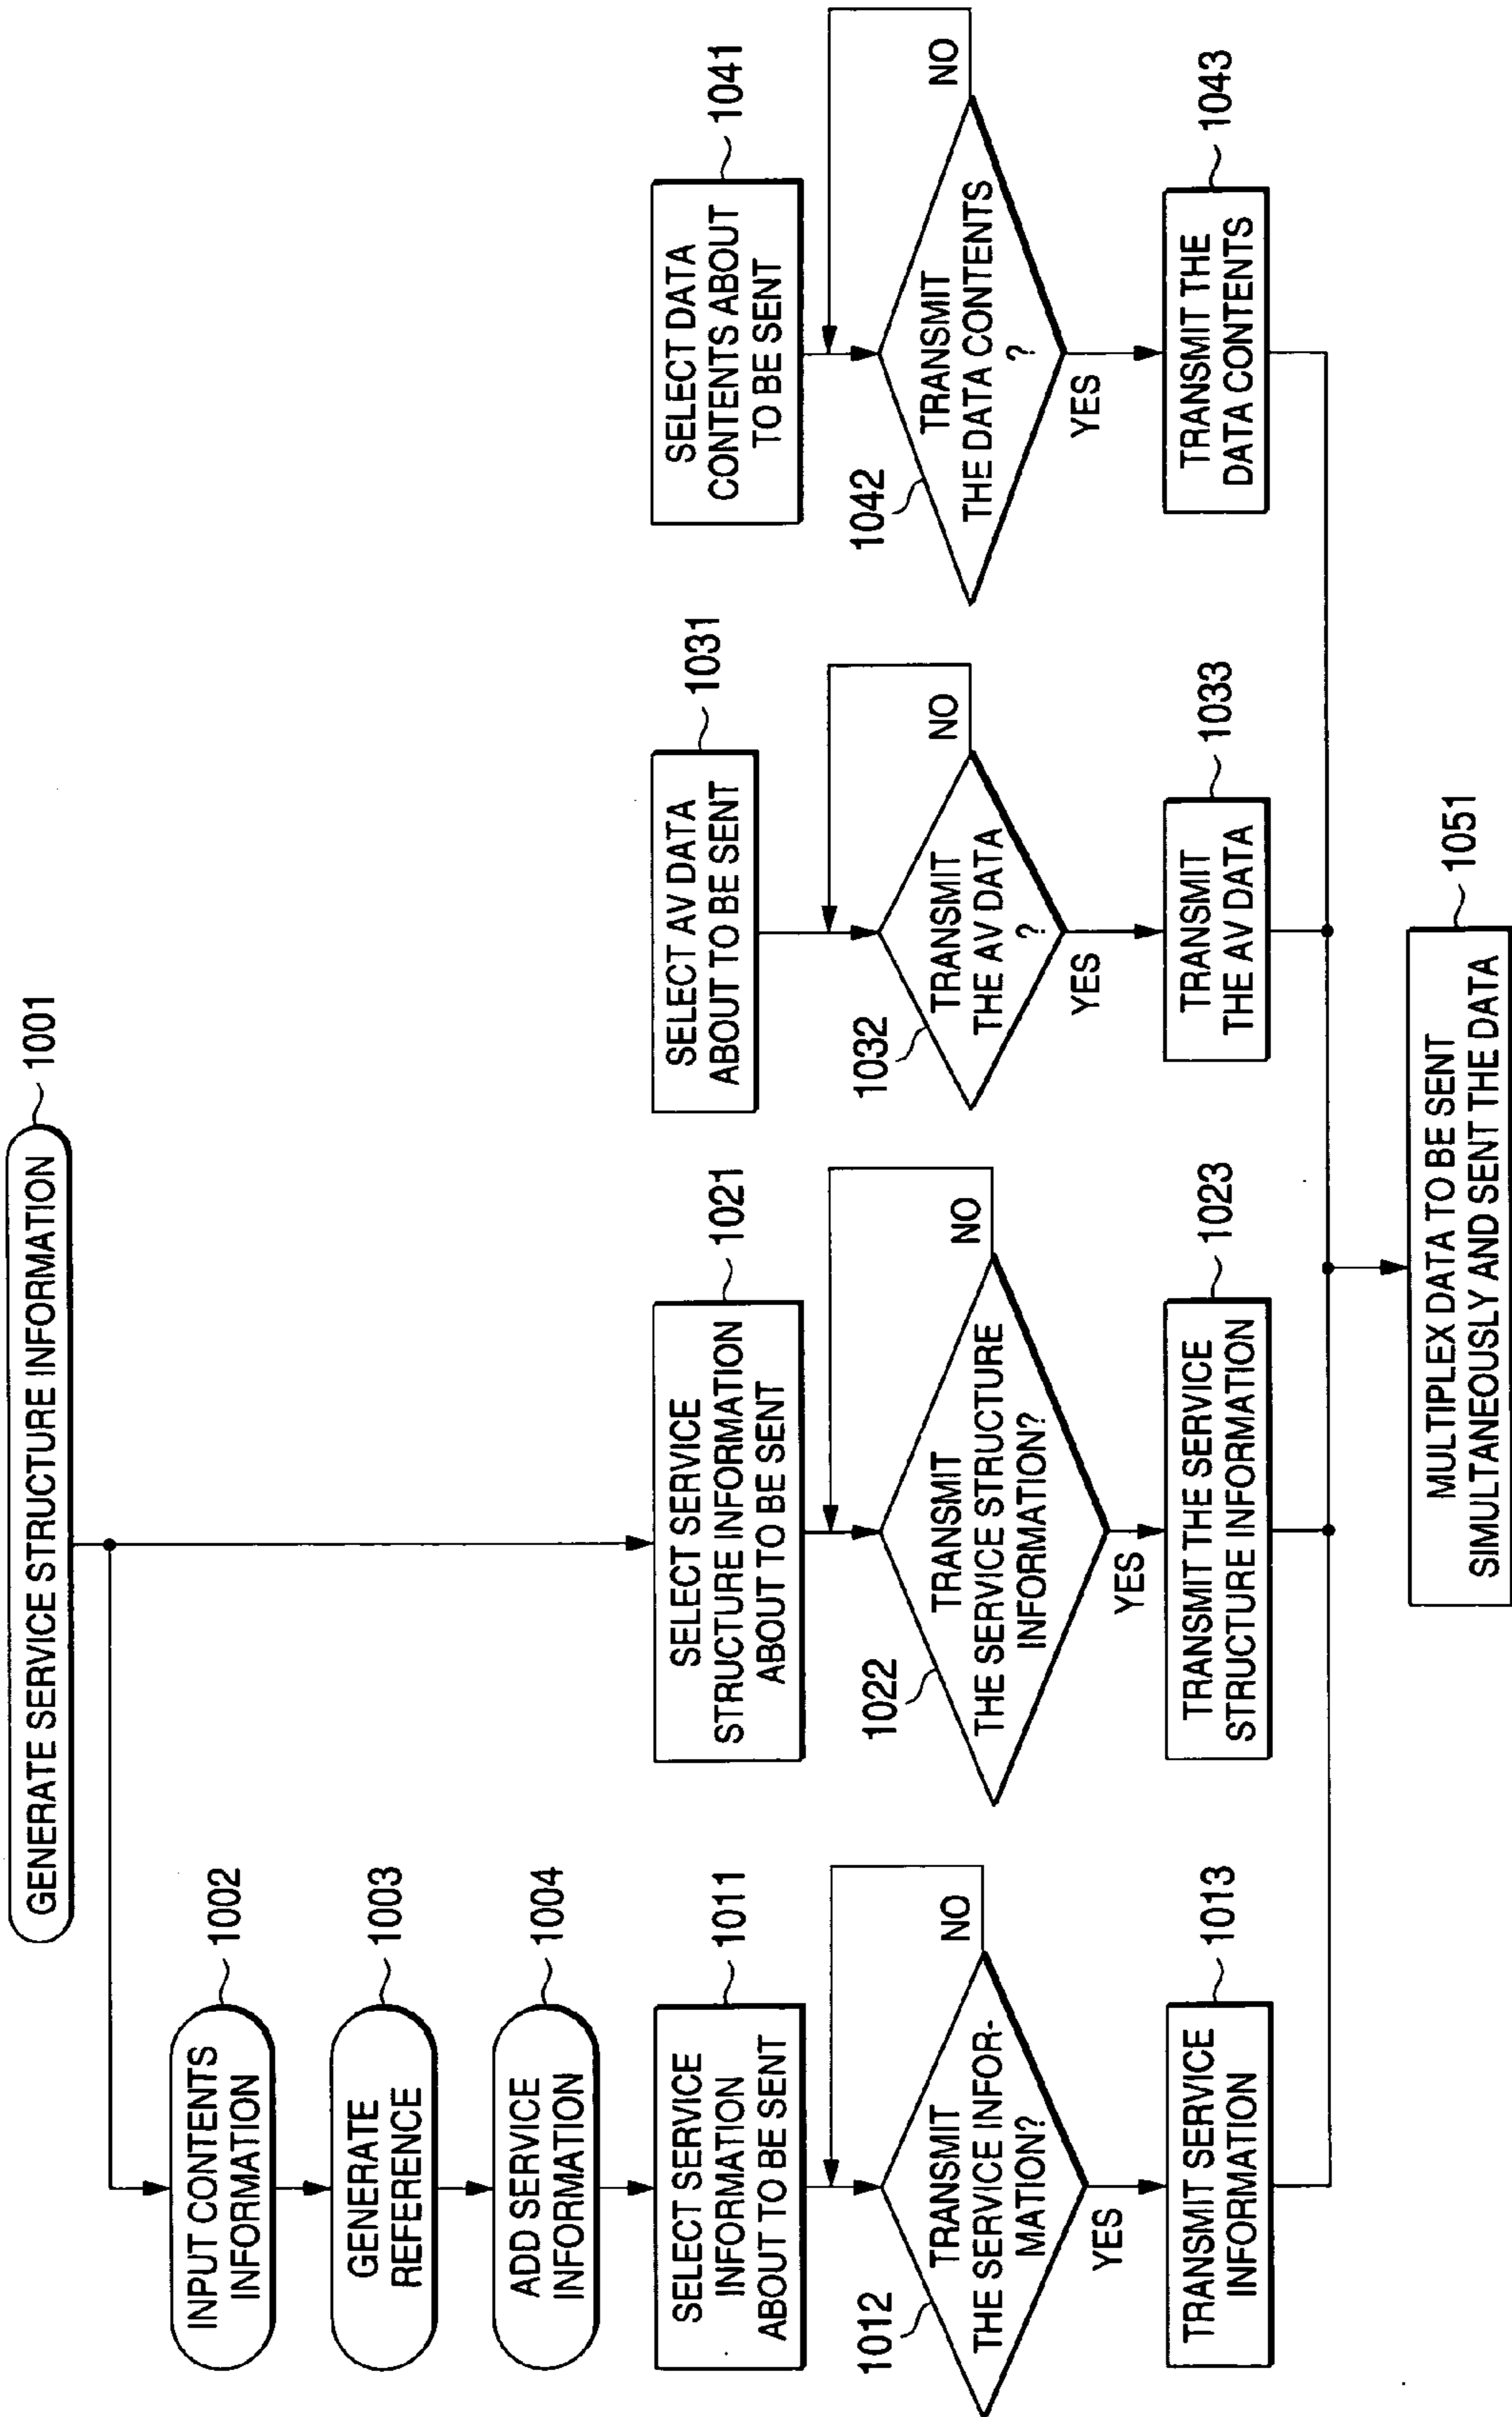 GENERATE SERVICE STRUCTURE INFORMATION
1001
INPUT CONTENTS
INFORMATION
1002
GENERATE
REFERENCE
1003
ADD SERVICE
INFORMATION
1004
SELECT SERVICE
INFORMATION
ABOUT TO BE SENT
1011
1012
TRANSMIT
THE SERVICE INFOR-
MATION?
NO
YES
TRANSMIT SERVICE
INFORMATION
1013
SELECT SERVICE
STRUCTURE INFORMATION
ABOUT TO BE SENT
1021
1022
TRANSMIT
THE SERVICE STRUCTURE
INFORMATION?
NO
YES
TRANSMIT THE SERVICE
STRUCTURE INFORMATION
1023
SELECT AV DATA
ABOUT TO BE SENT
1031
1032
TRANSMIT
THE AV DATA
?
NO
YES
TRANSMIT
THE AV DATA
1033
SELECT DATA
CONTENTS ABOUT
TO BE SENT
1041
1042
TRANSMIT
THE DATA CONTENTS
?
NO
YES
TRANSMIT THE
DATA CONTENTS
1043
MULTIPLEX DATA TO BE SENT
SIMULTANEOUSLY AND SENT THE DATA
1051